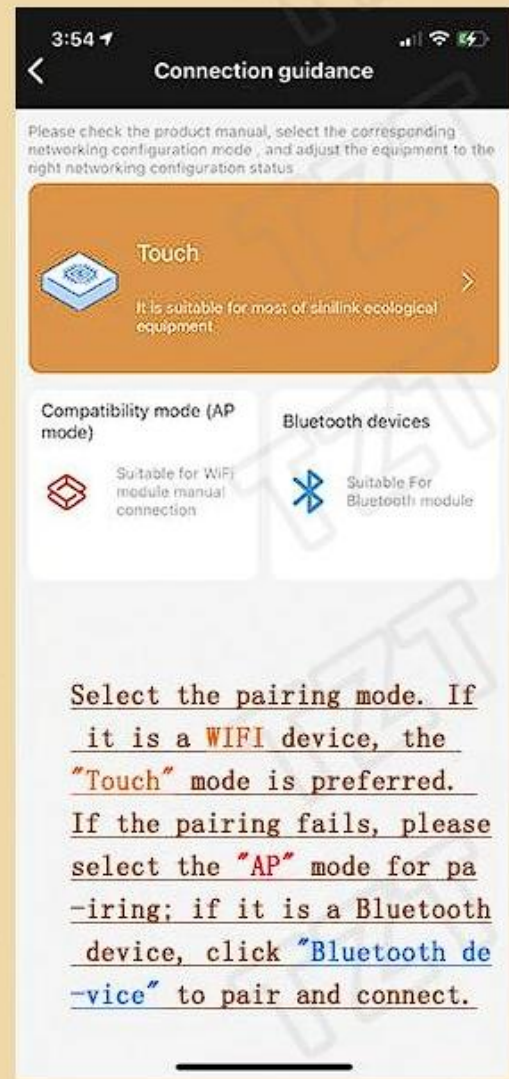 3:54
Connection guidance
Please check the product manual, select the corresponding
networking configuration mode , and adjust the equipment to the
right networking configuration status
Touch
It is suitable for most of sinilink ecological
equipment
Compatibility mode (AP
mode)
Suitable for WiFi
module manual
connection
Bluetooth devices
Suitable For
Bluetooth module
Select the pairing mode. If
it is a WIFI device, the
"Touch" mode is preferred.
If the pairing fails, please
select the "AP" mode for pa
-iring; if it is a Bluetooth
device, click "Bluetooth de
-vice" to pair and connect.
TZT
TZT
TZT
TZT